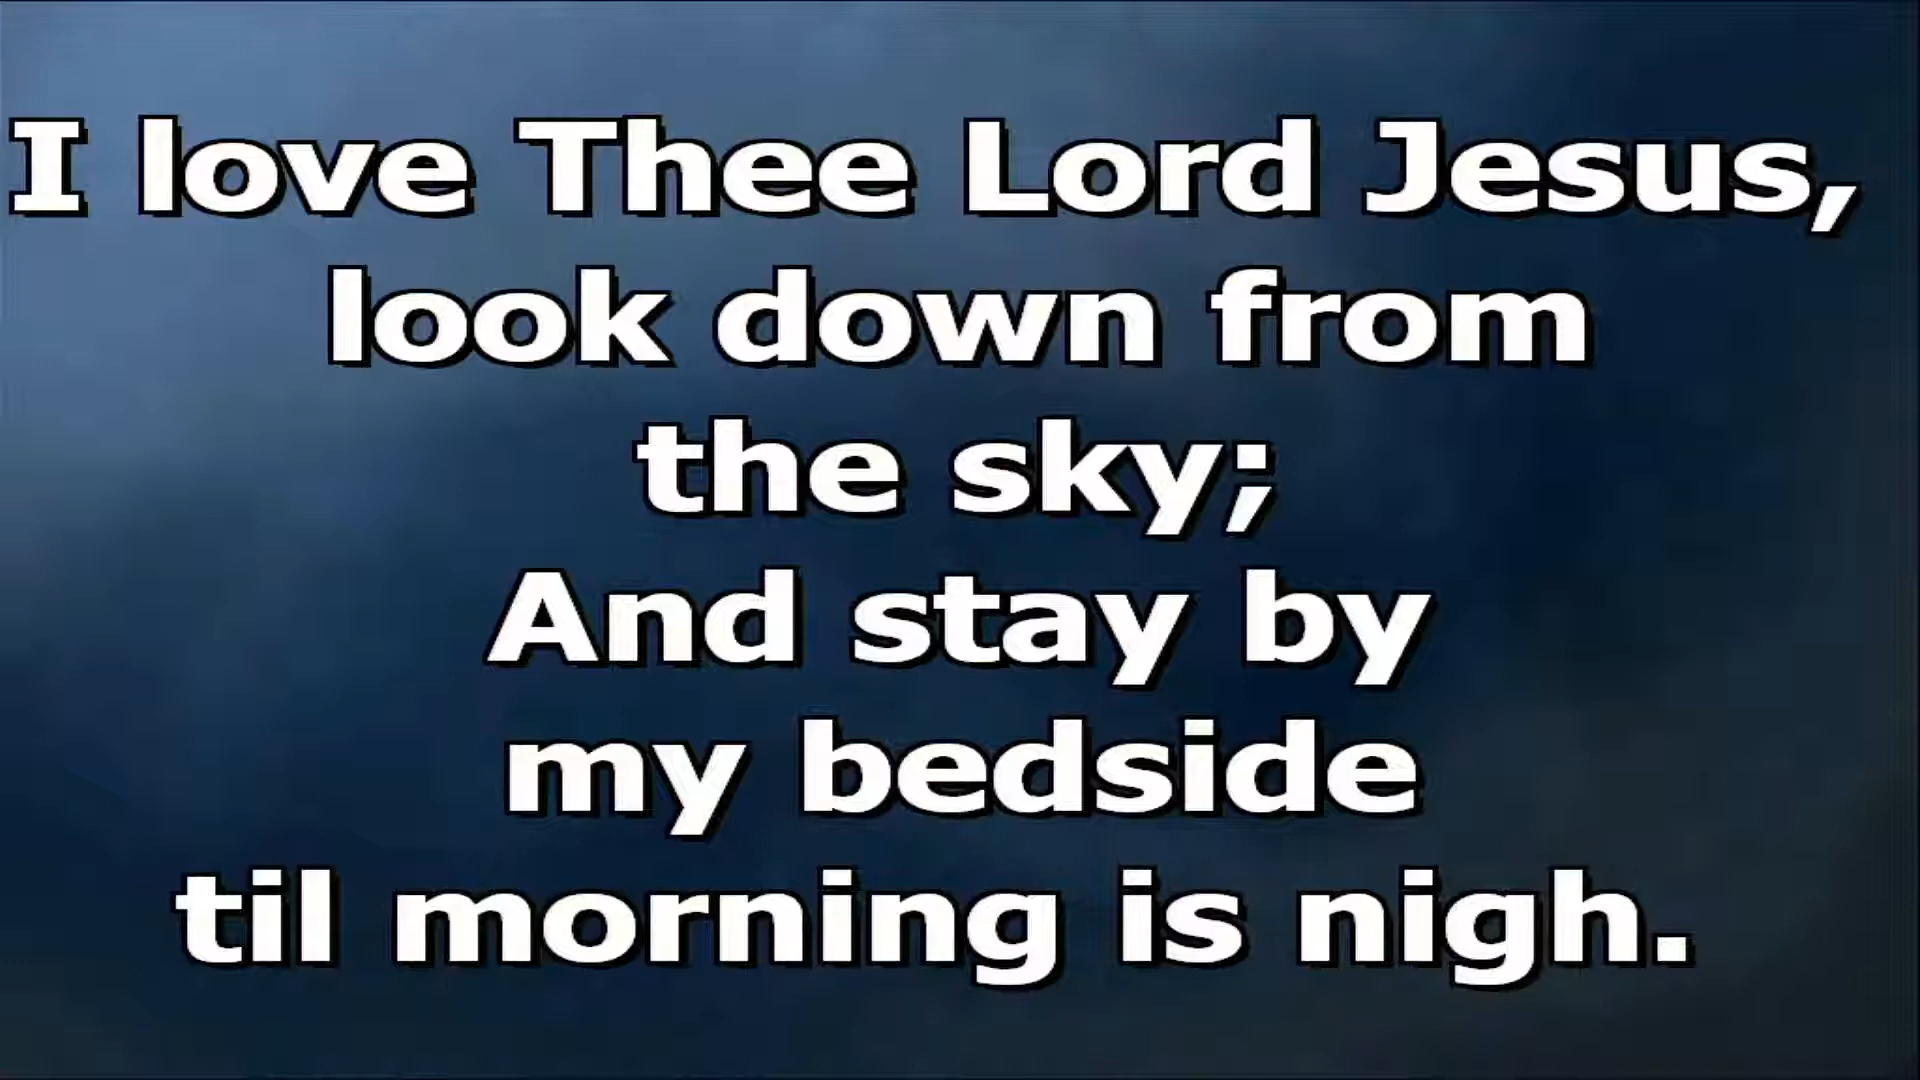 I love Thee Lord Jesus,
look down from
the sky;
And stay by
my bedside
til morning is nigh.